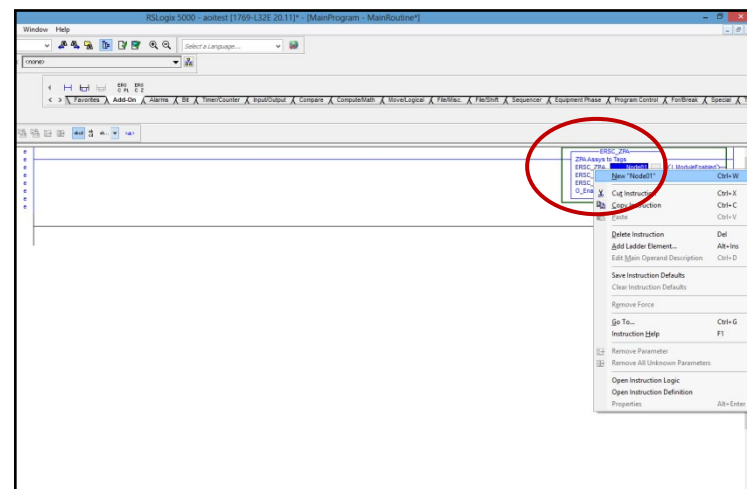 RSLogix 5000 - aoitest [1769-L32E 20.11]* - [MainProgram - MainRoutine*]
Window Help
Select a Language...
<none>
Favorites Add-On Alarms Bit Timer/Counter Input/Output Compare Compute/Math Move/Logical File/Misc. File/Shift Sequencer Equipment Phase Program Control For/Break Special
e
e
e
e
e
e
e
ERSC_ZPA
ZPA Assys to Tags
ERSC_ZPA Node01
New "Node01" Ctrl+W
Cut Instruction Ctrl+X
Copy Instruction Ctrl+C
Paste Ctrl+V
Delete Instruction Del
Add Ladder Element... Alt+Ins
Edit Main Operand Description Ctrl+D
Save Instruction Defaults
Clear Instruction Defaults
Remove Force
Go To... Ctrl+G
Instruction Help F1
Remove Parameter
Remove All Unknown Parameters
Open Instruction Logic
Open Instruction Definition
Properties Alt+Enter